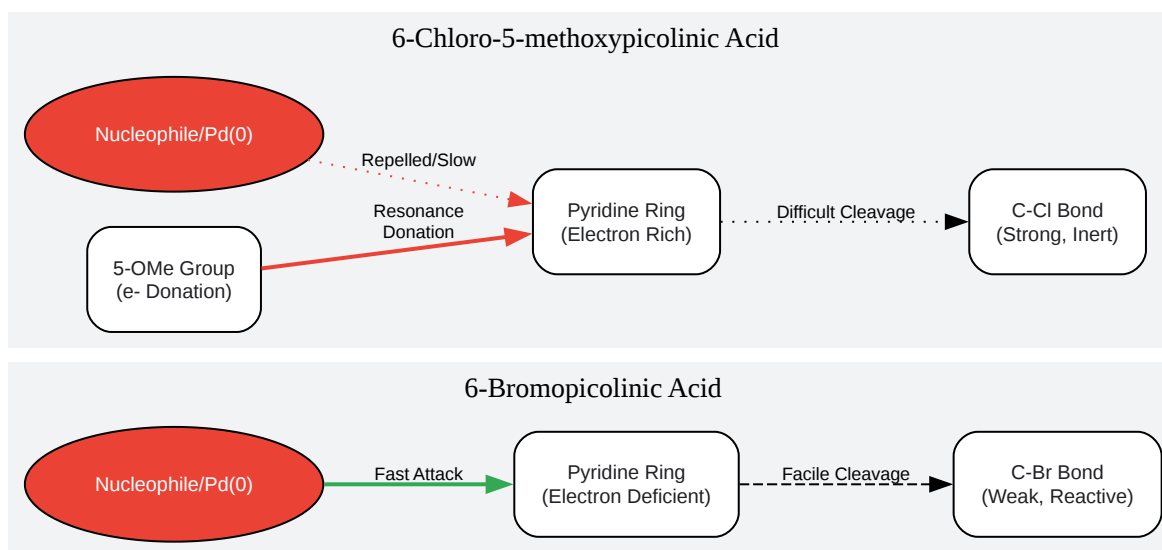 6-Chloro-5-methoxypicolinic Acid
Nucleophile/Pd(0)
Repelled/Slow
Resonance
Donation
5-OMe Group
(e- Donation)
Pyridine Ring
(Electron Rich)
Difficult Cleavage
C-Cl Bond
(Strong, Inert)
6-Bromopicolinic Acid
Nucleophile/Pd(0)
Fast Attack
Pyridine Ring
(Electron Deficient)
Facile Cleavage
C-Br Bond
(Weak, Reactive)